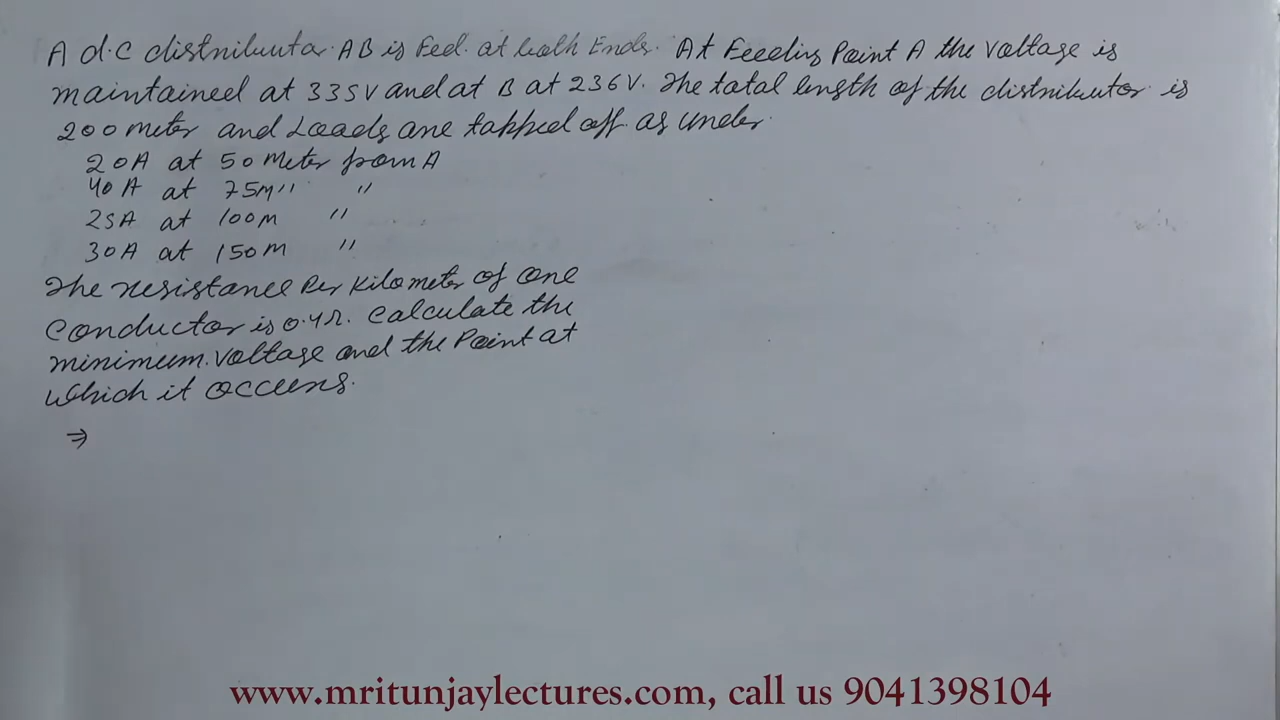 A d.c distributor AB is Fed at both Ends. At Feeding Point A the voltage is
maintained at 335V and at B at 236V. The total length of the distributor is
200 meter and Loads are tapped off as under.
20A at 50 Meter from A
40A at 75M " "
25A at 100M "
30A at 150M "
The resistance Per Kilometer of one
Conductor is 0.4Ω. Calculate the
minimum voltage and the Point at
which it occurs.
⇒
www.mritunjaylectures.com, call us 9041398104